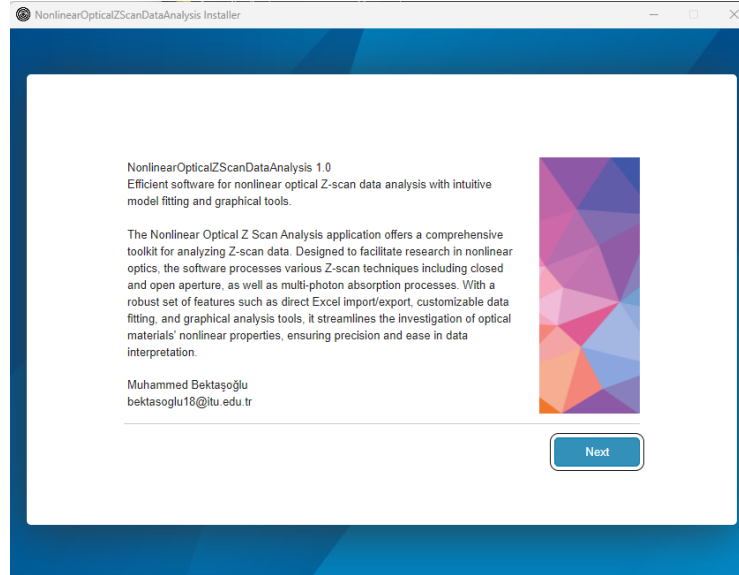 NonlinearOpticalZScanDataAnalysis Installer
NonlinearOpticalZScanDataAnalysis 1.0
Efficient software for nonlinear optical Z-scan data analysis with intuitive
model fitting and graphical tools.
The Nonlinear Optical Z Scan Analysis application offers a comprehensive
toolkit for analyzing Z-scan data. Designed to facilitate research in nonlinear
optics, the software processes various Z-scan techniques including closed
and open aperture, as well as multi-photon absorption processes. With a
robust set of features such as direct Excel import/export, customizable data
fitting, and graphical analysis tools, it streamlines the investigation of optical
materials' nonlinear properties, ensuring precision and ease in data
interpretation.
Muhammed Bektaşoğlu
bektasoglu18@itu.edu.tr
Next